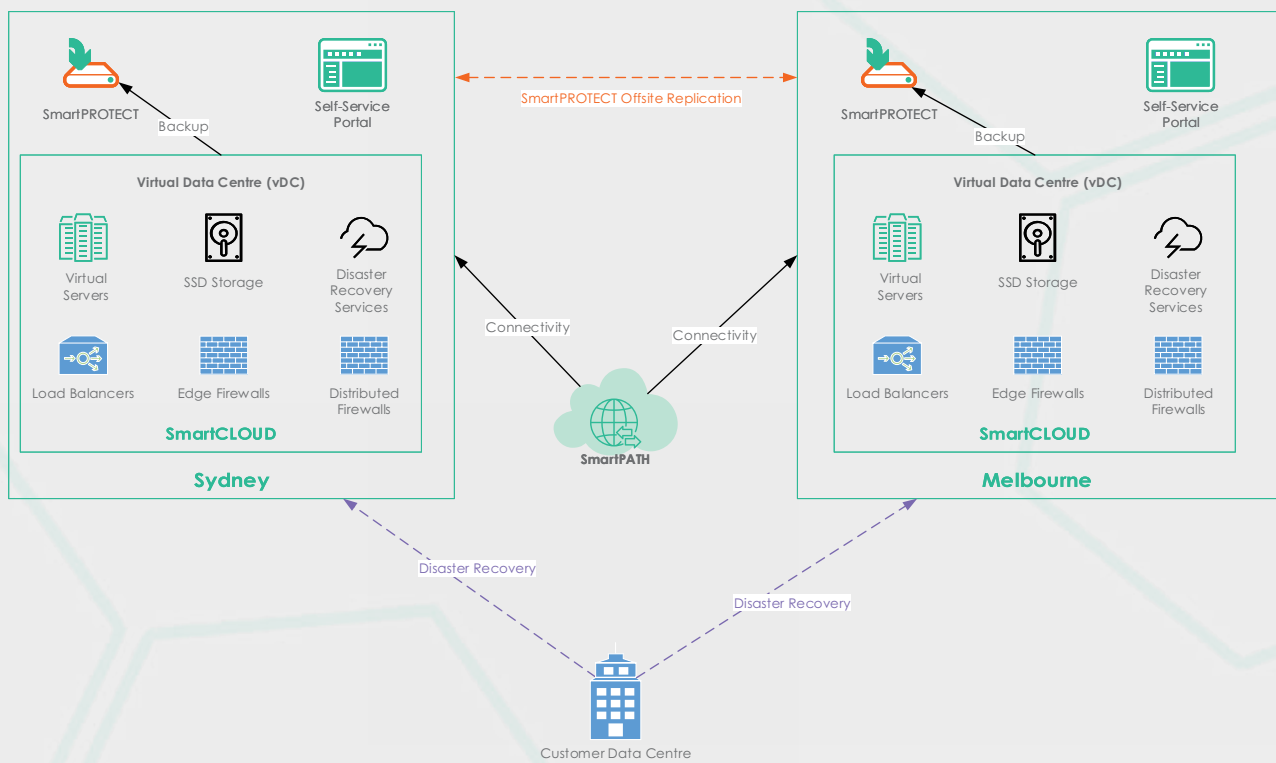 SmartPROTECT
Self-Service
Portal
Backup
Virtual Data Centre (vDC)
Virtual
Servers
SSD Storage
Disaster
Recovery
Services
Load Balancers
Edge Firewalls
Distributed
Firewalls
SmartCLOUD
Sydney
SmartPROTECT Offsite Replication
Connectivity
Connectivity
SmartPATH
SmartPROTECT
Self-Service
Portal
Backup
Virtual Data Centre (vDC)
Virtual
Servers
SSD Storage
Disaster
Recovery
Services
Load Balancers
Edge Firewalls
Distributed
Firewalls
SmartCLOUD
Melbourne
Disaster Recovery
Disaster Recovery
Customer Data Centre